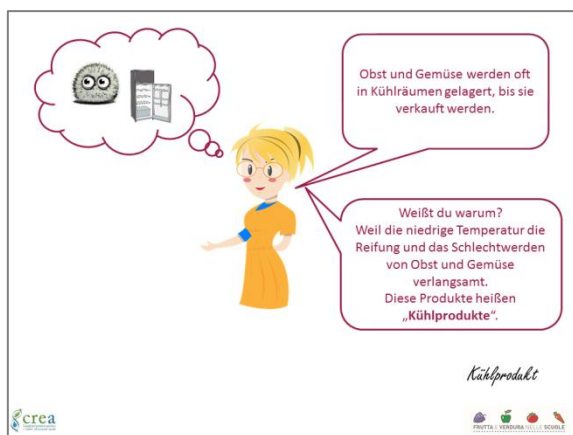 Obst und Gemüse werden oft
in Kühlräumen gelagert, bis sie
verkauft werden.
Weißt du warum?
Weil die niedrige Temperatur die
Reifung und das Schlechtwerden
von Obst und Gemüse
verlangsamt.
Diese Produkte heißen
„Kühlprodukte“.
Kühlprodukt
crea
FRUTTA E VERDURA NELLE SCUOLE